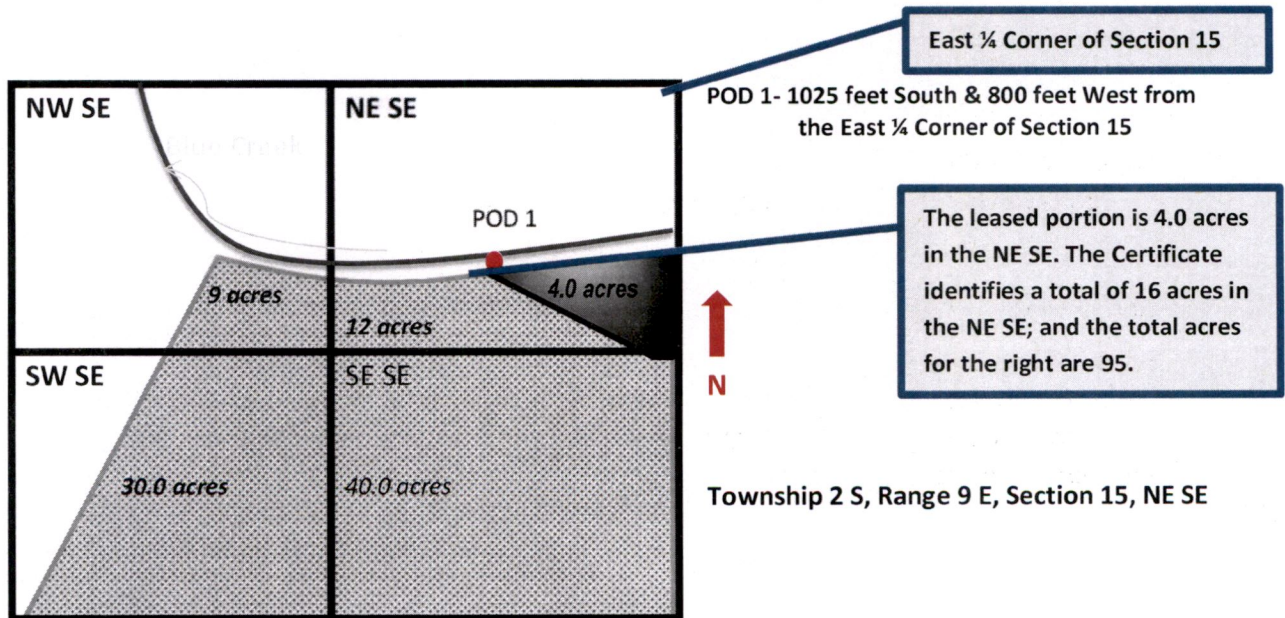 East ¼ Corner of Section 15
NW SE
NE SE
POD 1- 1025 feet South & 800 feet West from
the East ¼ Corner of Section 15
Creek
POD 1
The leased portion is 4.0 acres
in the NE SE. The Certificate
identifies a total of 16 acres in
the NE SE; and the total acres
for the right are 95.
9 acres
4.0 acres
12 acres
N
SW SE
SE SE
30.0 acres
40.0 acres
Township 2 S, Range 9 E, Section 15, NE SE